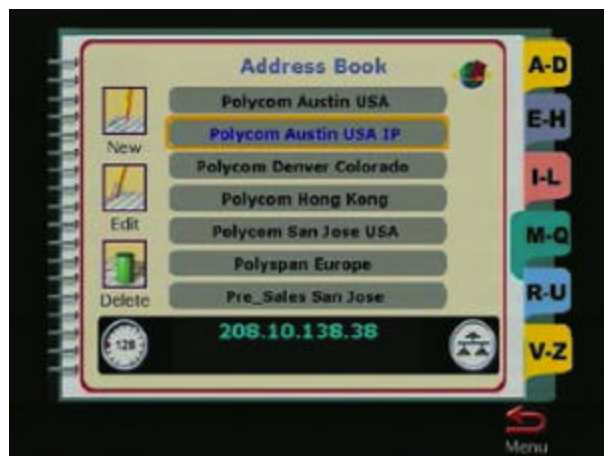 Address Book
Polycom Austin USA
Polycom Austin USA IP
Polycom Denver Colorado
Polycom Hong Kong
Polycom San Jose USA
Polyspan Europe
Pre_Sales San Jose
New
Edit
Delete
128
208.10.138.38
A-D
E-H
I-L
M-Q
R-U
V-Z
Menu